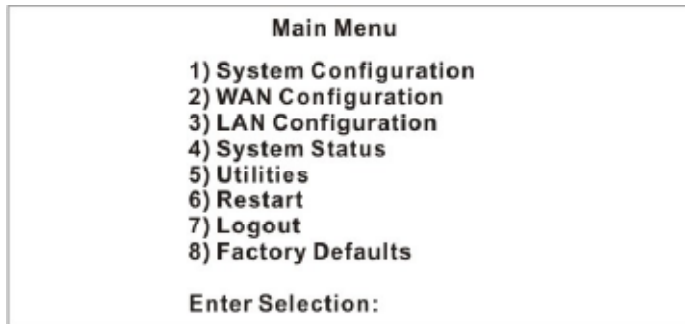 Main Menu
1) System Configuration
2) WAN Configuration
3) LAN Configuration
4) System Status
5) Utilities
6) Restart
7) Logout
8) Factory Defaults
Enter Selection: